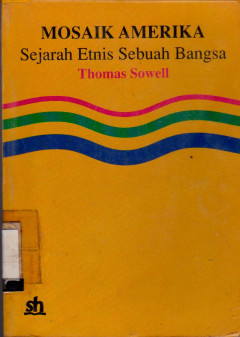 MOSAIK AMERIKA
Sejarah Etnis Sebuah Bangsa
Thomas Sowell
sh